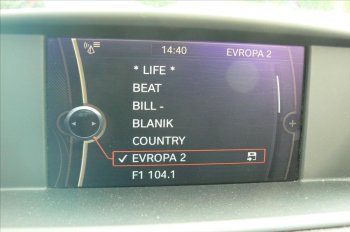 14:40 EVROPA 2
* LIFE *
BEAT
BILL -
BLANIK
COUNTRY
EVROPA 2
F1 104.1